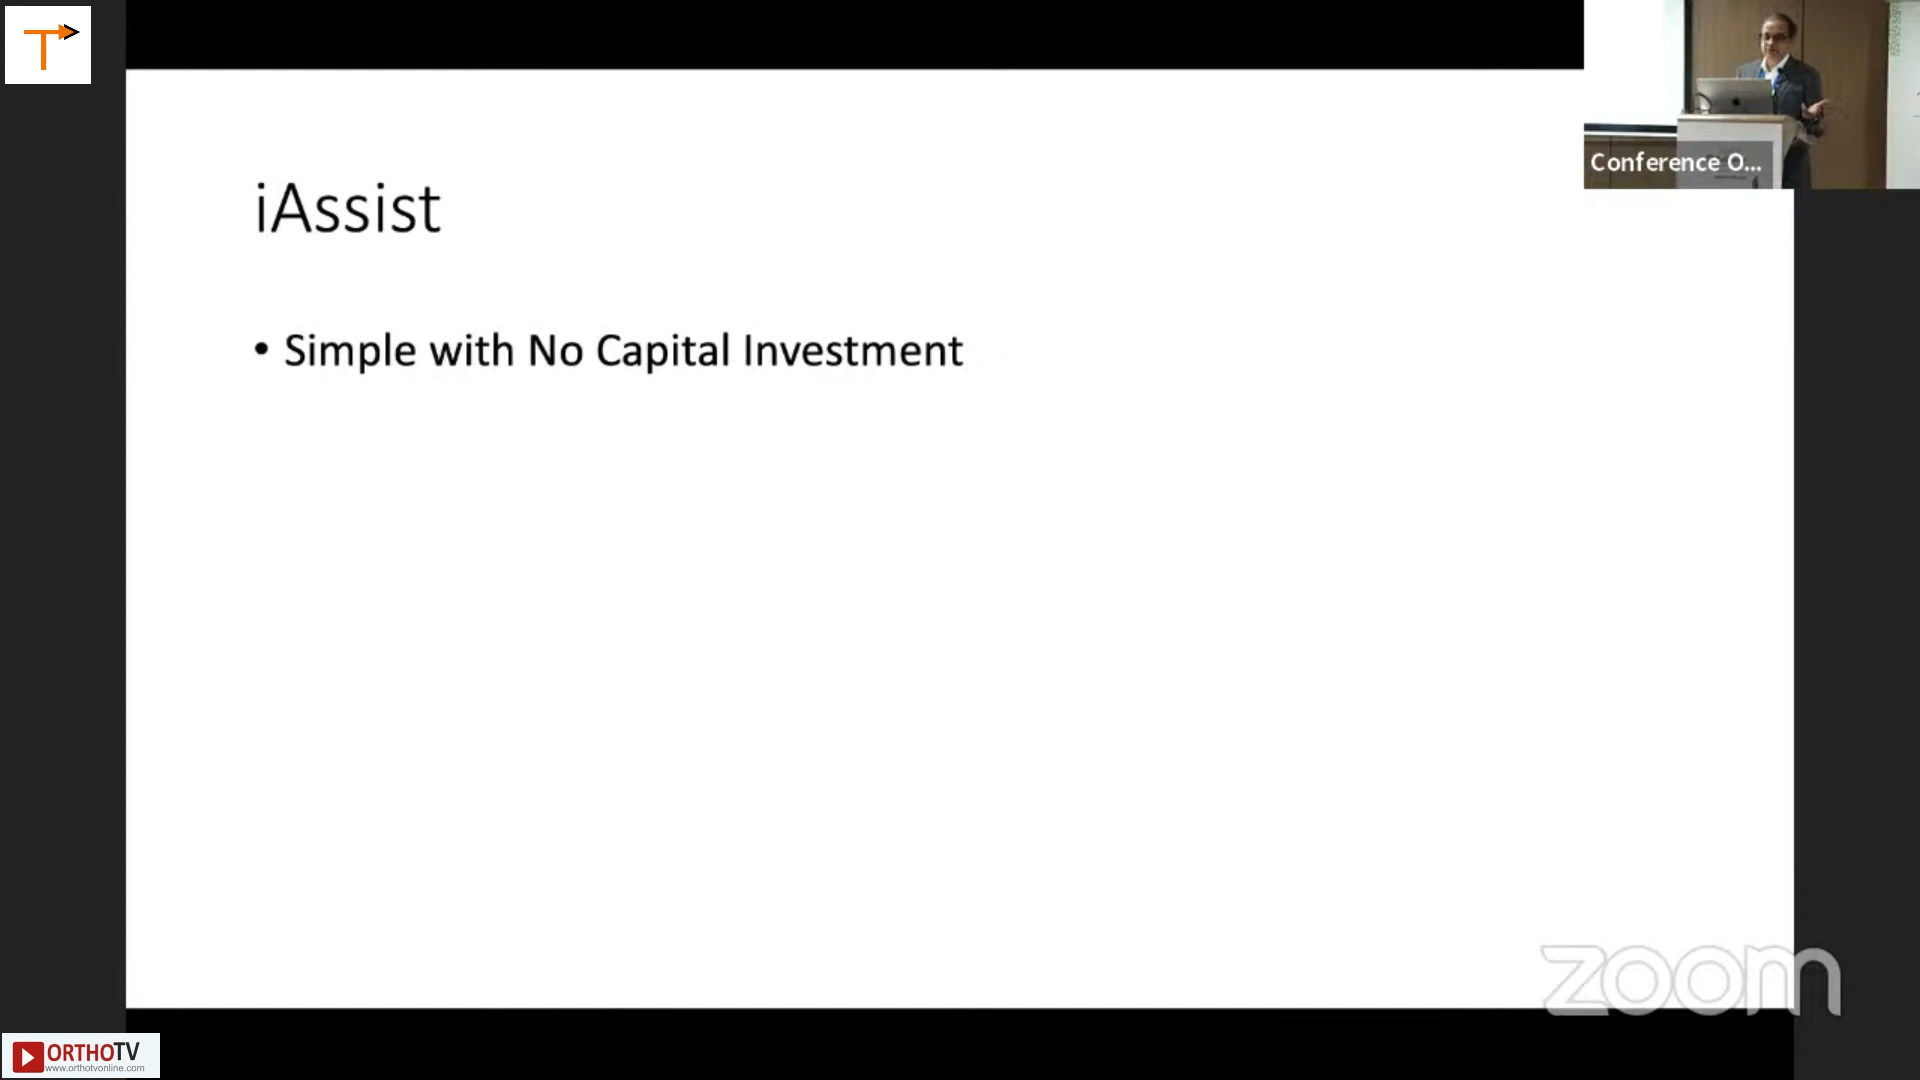 T
Conference O...
iAssist
• Simple with No Capital Investment
zoom
ORTHOTV
www.orthotvonline.com